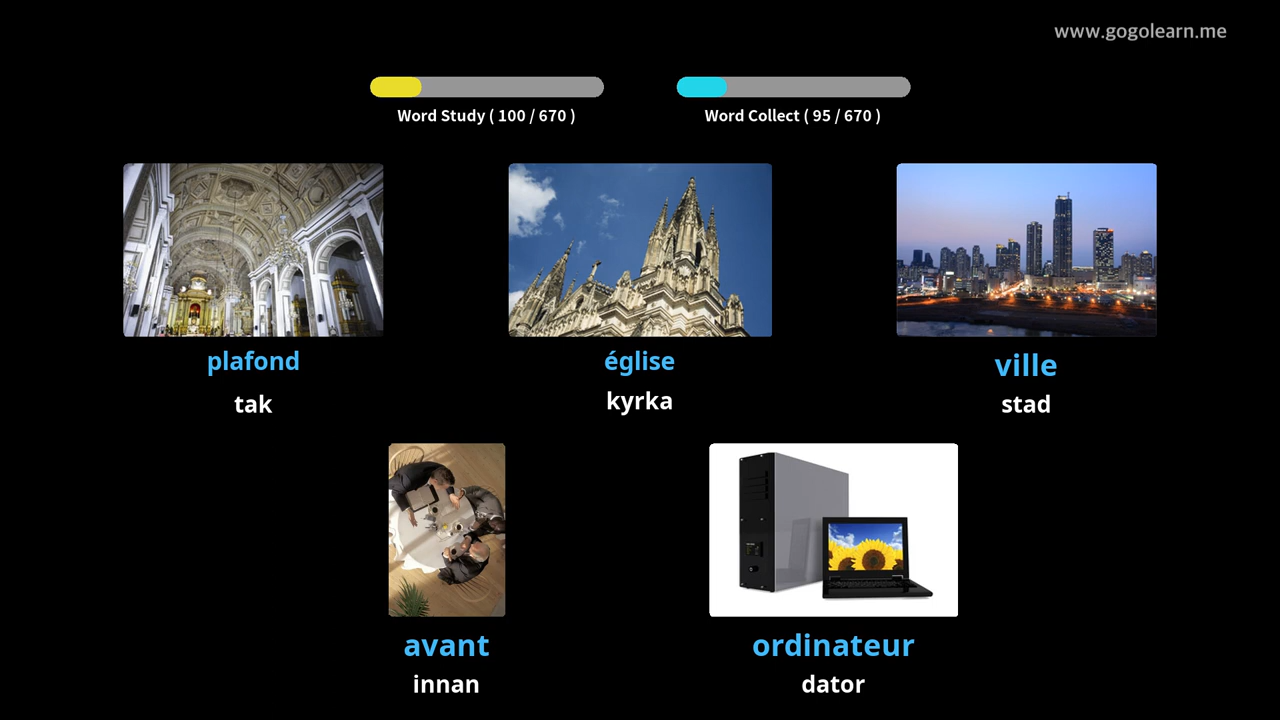 www.gogolearn.me
Word Study ( 100 / 670 )
Word Collect ( 95 / 670 )
plafond
tak
église
kyrka
ville
stad
avant
innan
ordinateur
dator